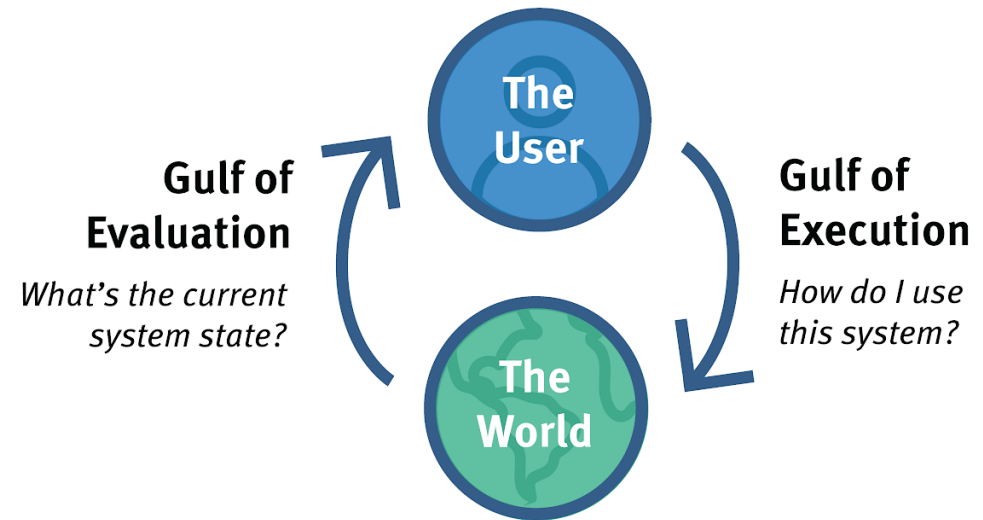 The
User
Gulf of
Evaluation
What's the current
system state?
Gulf of
Execution
How do I use
this system?
The
World